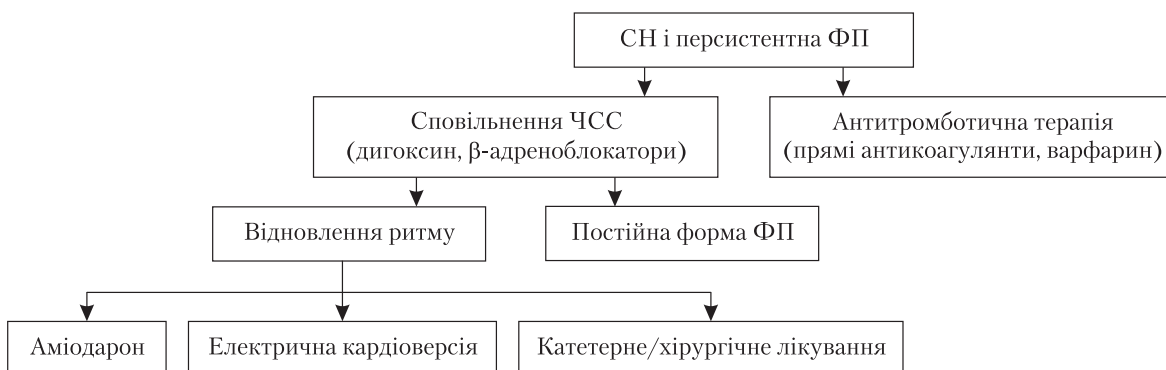 СН і персистентна ФП
Сповільнення ЧСС
(дигоксин, β-адреноблокатори)
Антитромботична терапія
(прямі антикоагулянти, варфарин)
Відновлення ритму
Постійна форма ФП
Аміодарон
Електрична кардіоверсія
Катетерне/хірургічне лікування